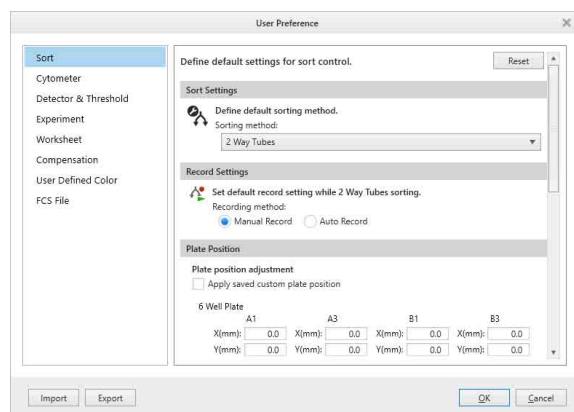 User Preference
Sort
Cytometer
Detector & Threshold
Experiment
Worksheet
Compensation
User Defined Color
FCS File
Define default settings for sort control. Reset
Sort Settings
Define default sorting method.
Sorting method:
2 Way Tubes
Record Settings
Set default record setting while 2 Way Tubes sorting.
Recording method:
Manual Record Auto Record
Plate Position
Plate position adjustment
Apply saved custom plate position
6 Well Plate
A1 A3 B1 B3
X(mm): 0.0 X(mm): 0.0 X(mm): 0.0 X(mm): 0.0
Y(mm): 0.0 Y(mm): 0.0 Y(mm): 0.0 Y(mm): 0.0
Import Export OK Cancel